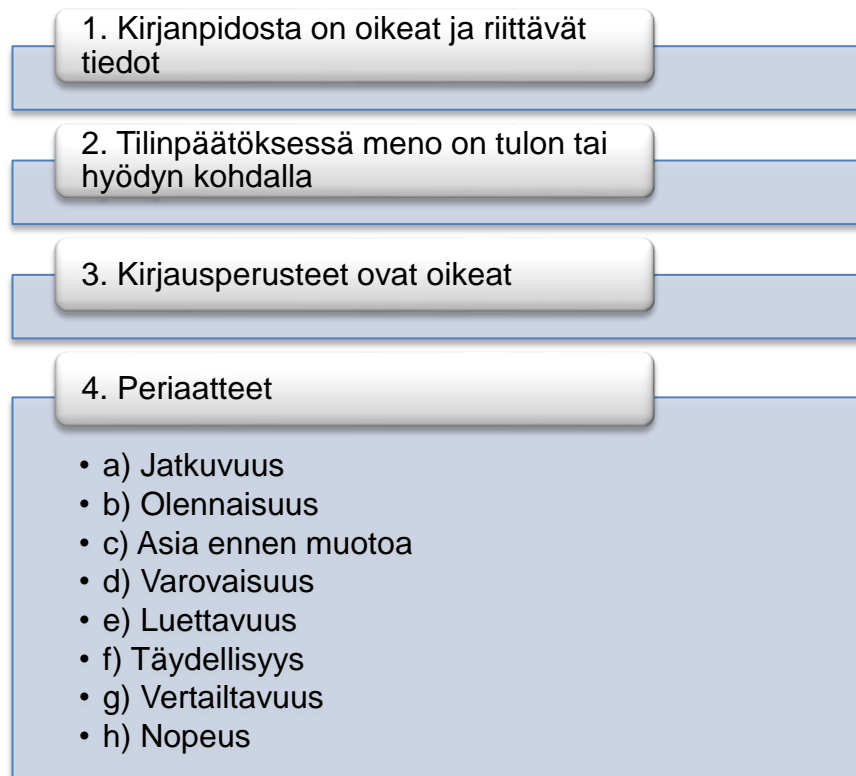 1. Kirjanpidosta on oikeat ja riittävät
tiedot
2. Tilinpäätöksessä meno on tulon tai
hyödyn kohdalla
3. Kirjausperusteet ovat oikeat
4. Periaatteet
• a) Jatkuvuus
• b) Olennaisuus
• c) Asia ennen muotoa
• d) Varovaisuus
• e) Luettavuus
• f) Täydellisyys
• g) Vertailtavuus
• h) Nopeus